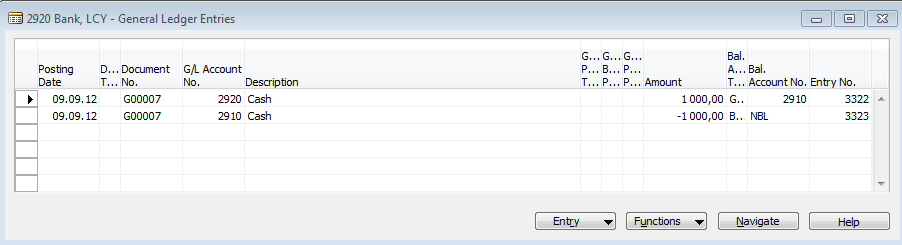 2920 Bank, LCY - General Ledger Entries
Posting Date D... T... Document No. G/L Account No. Description G... P... T... G... B... P... G... P... P... Amount Bal. A... T... Bal. Account No. Entry No.
09.09.12 G00007 2920 Cash 1 000,00 G... 2910 3322
09.09.12 G00007 2910 Cash -1 000,00 B... NBL 3323
Entry Functions Navigate Help